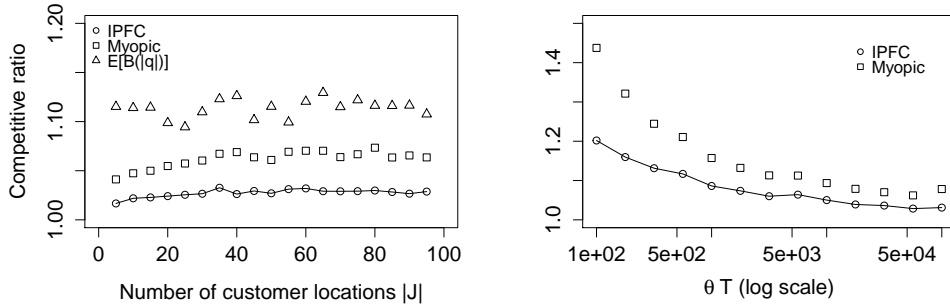 1.20
1.10
1.00
Competitive ratio
IPFC
Myopic
E[B(|q|)]
0
20
40
60
80
100
Number of customer locations |J|
1.4
1.2
1.0
IPFC
Myopic
1e+02
5e+02
5e+03
5e+04
θ T (log scale)